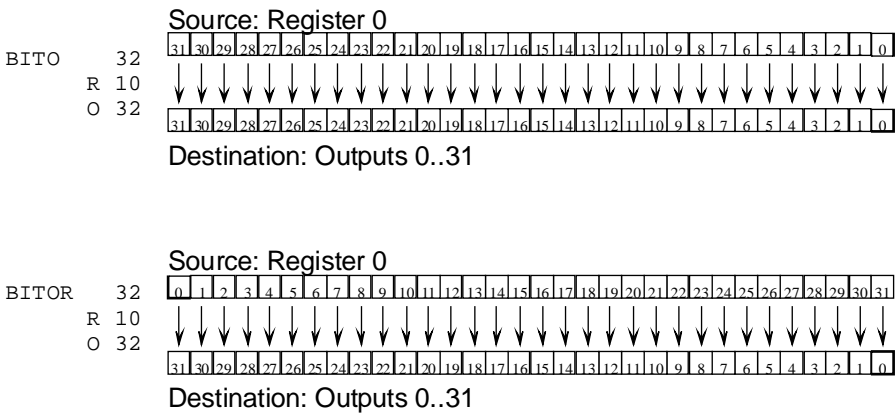 Source: Register 0
BITO 32
31 30 29 28 27 26 25 24 23 22 21 20 19 18 17 16 15 14 13 12 11 10 9 8 7 6 5 4 3 2 1 0
R 10
O 32
31 30 29 28 27 26 25 24 23 22 21 20 19 18 17 16 15 14 13 12 11 10 9 8 7 6 5 4 3 2 1 0
Destination: Outputs 0..31
Source: Register 0
BITOR 32
0 1 2 3 4 5 6 7 8 9 10 11 12 13 14 15 16 17 18 19 20 21 22 23 24 25 26 27 28 29 30 31
R 10
O 32
31 30 29 28 27 26 25 24 23 22 21 20 19 18 17 16 15 14 13 12 11 10 9 8 7 6 5 4 3 2 1 0
Destination: Outputs 0..31